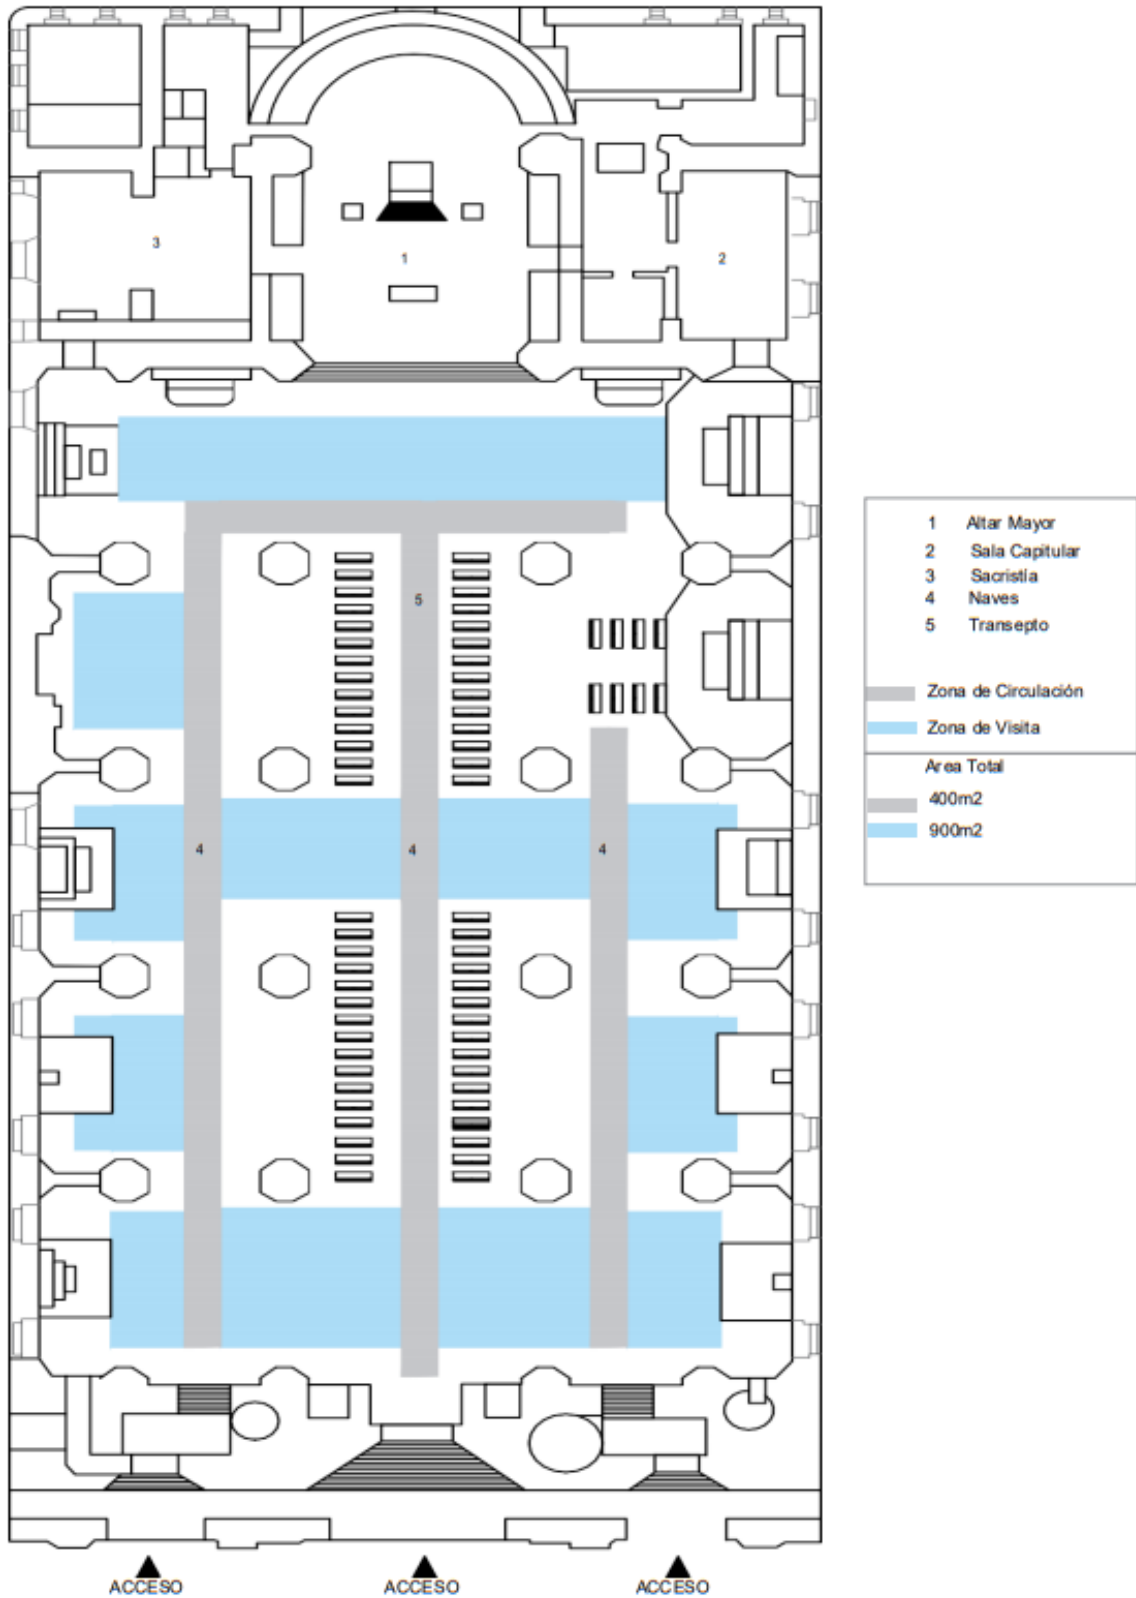 3
1
2
5
4
4
4
1 Altar Mayor
2 Sala Capitular
3 Sacristía
4 Naves
5 Transepto
Zona de Circulación
Zona de Visita
Area Total
400m2
900m2
ACCESO
ACCESO
ACCESO